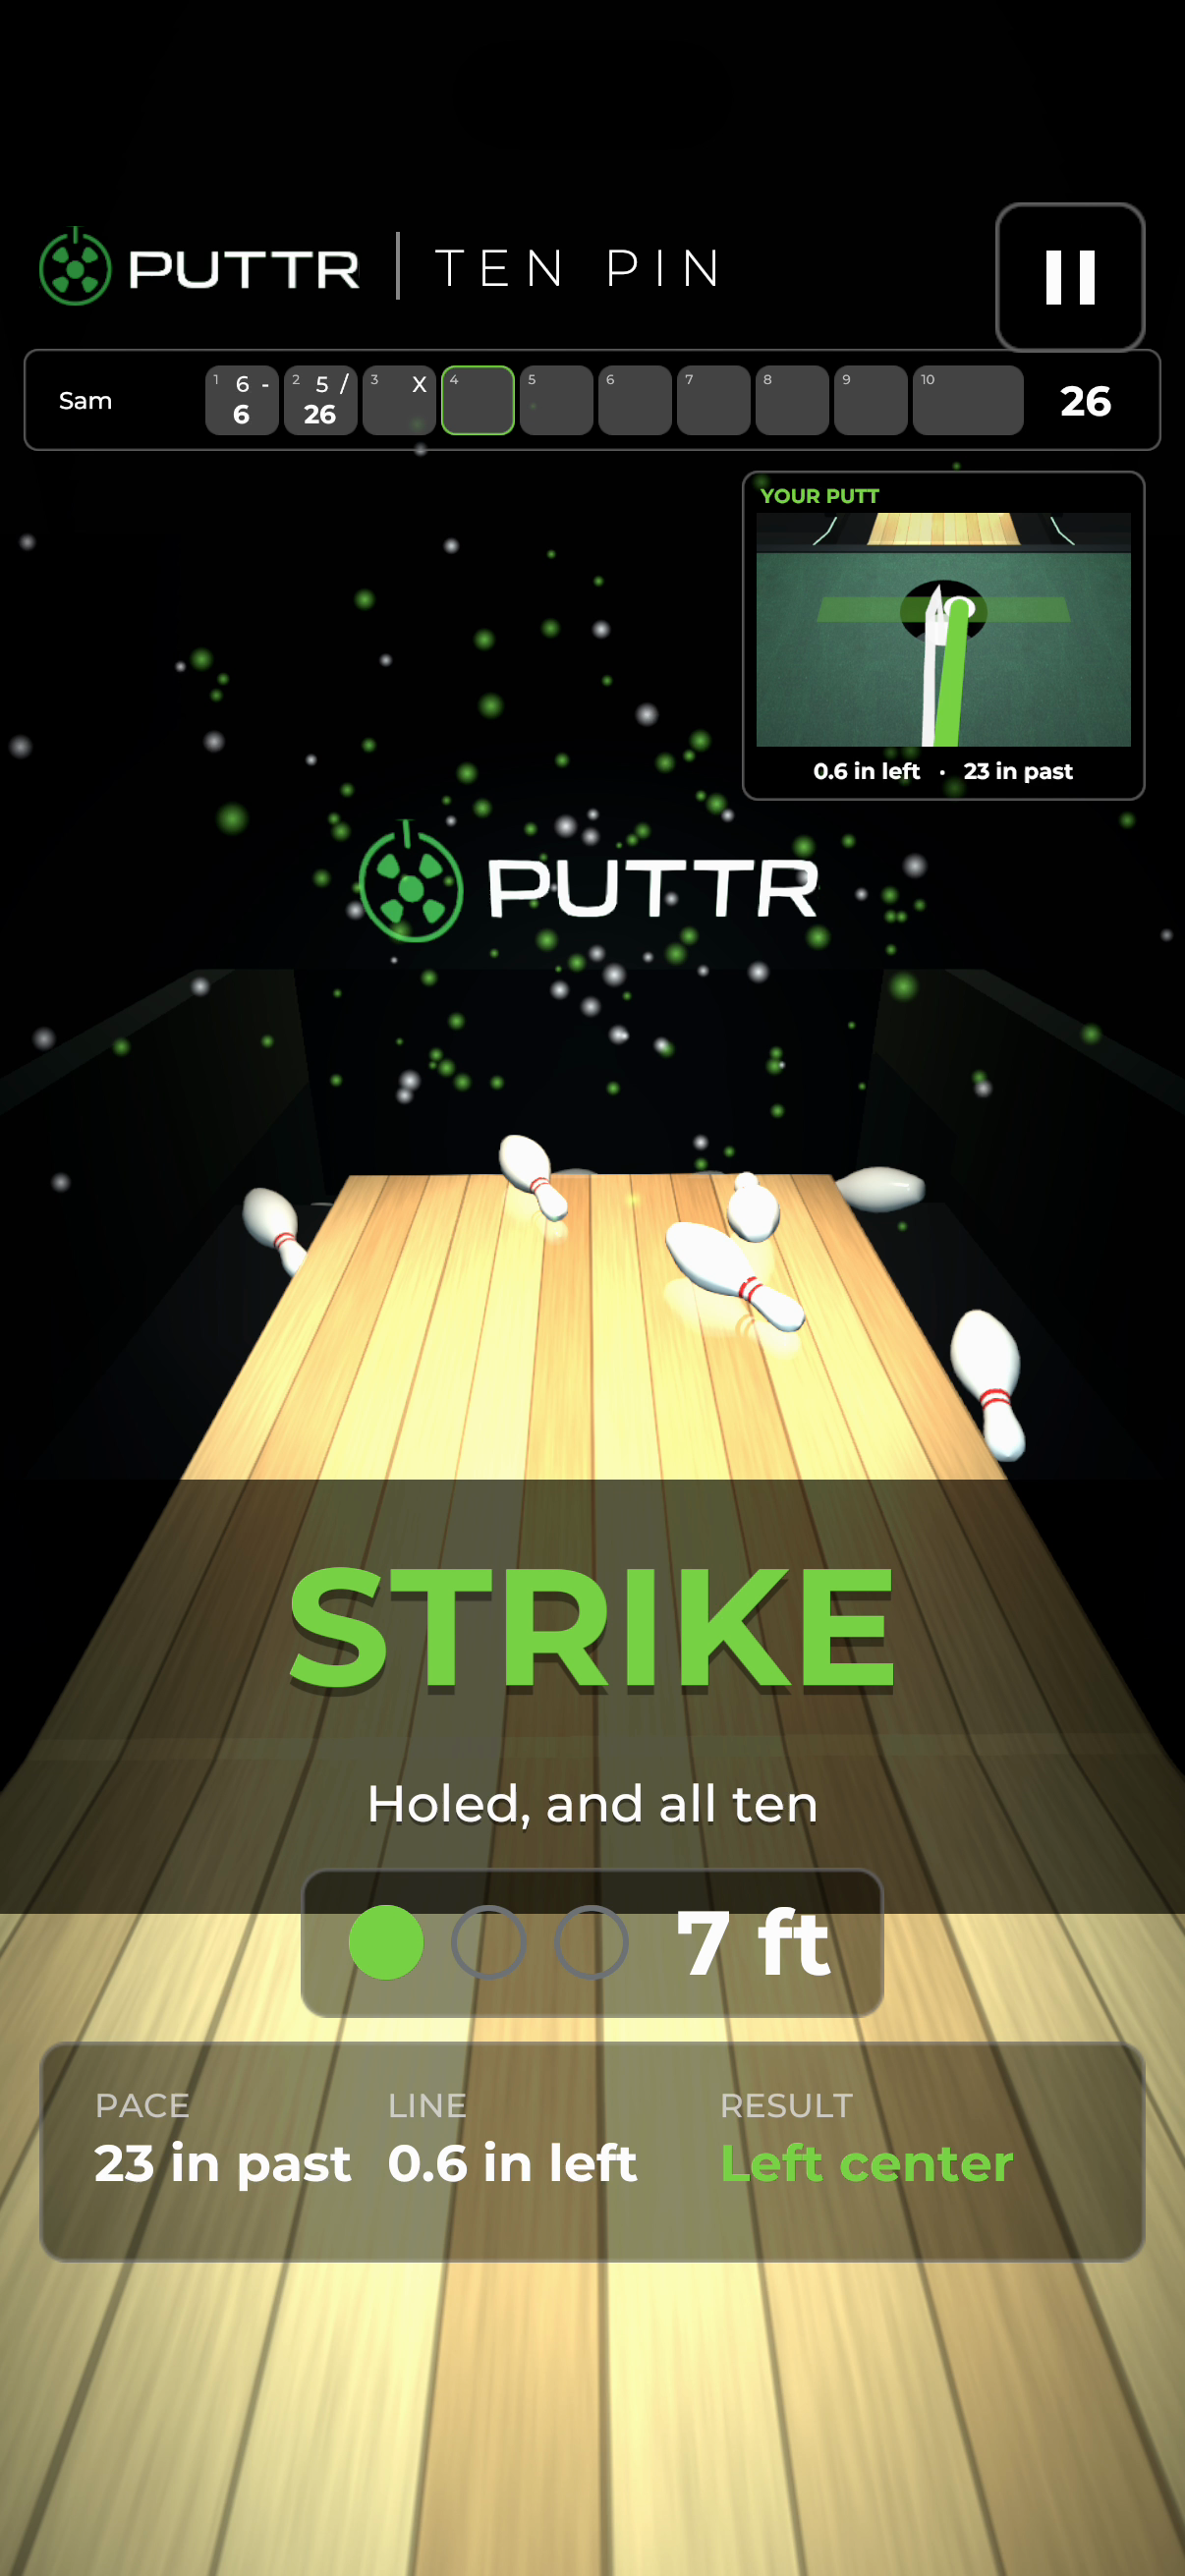 PUTTR | TEN PIN
Sam
1 6 - 6
2 5 / 26
3 X
4
5
6
7
8
9
10
26
YOUR PUTT
0.6 in left · 23 in past
PUTTR
STRIKE
Holed, and all ten
7 ft
PACE LINE RESULT
23 in past 0.6 in left Left center